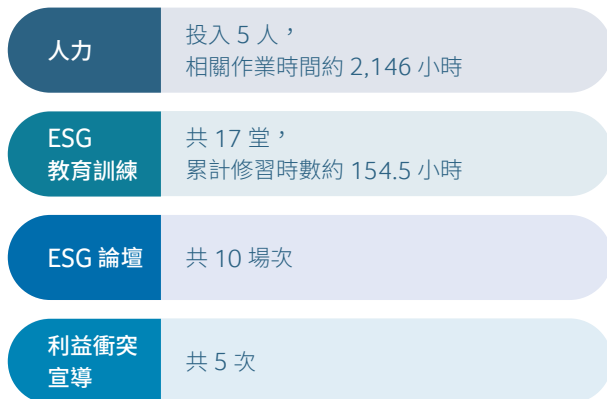 人力
投入 5 人，
相關作業時間約 2,146 小時
ESG
教育訓練
共 17 堂，
累計修習時數約 154.5 小時
ESG 論壇
共 10 場次
利益衝突
宣導
共 5 次